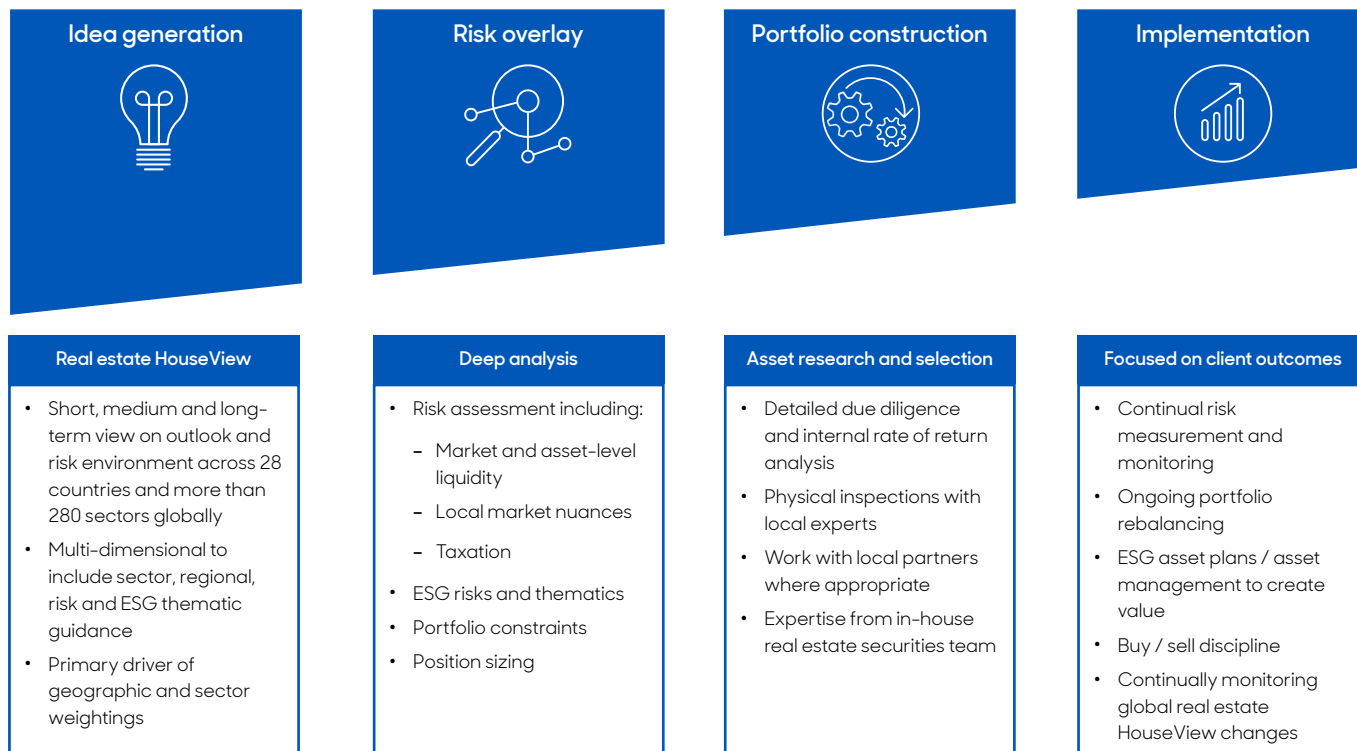 Idea generation
Risk overlay
Portfolio construction
Implementation
Real estate HouseView
• Short, medium and long-
term view on outlook and
risk environment across 28
countries and more than
280 sectors globally
• Multi-dimensional to
include sector, regional,
risk and ESG thematic
guidance
• Primary driver of
geographic and sector
weightings
Deep analysis
• Risk assessment including:
– Market and asset-level
liquidity
– Local market nuances
– Taxation
• ESG risks and thematics
• Portfolio constraints
• Position sizing
Asset research and selection
• Detailed due diligence
and internal rate of return
analysis
• Physical inspections with
local experts
• Work with local partners
where appropriate
• Expertise from in-house
real estate securities team
Focused on client outcomes
• Continual risk
measurement and
monitoring
• Ongoing portfolio
rebalancing
• ESG asset plans / asset
management to create
value
• Buy / sell discipline
• Continually monitoring
global real estate
HouseView changes